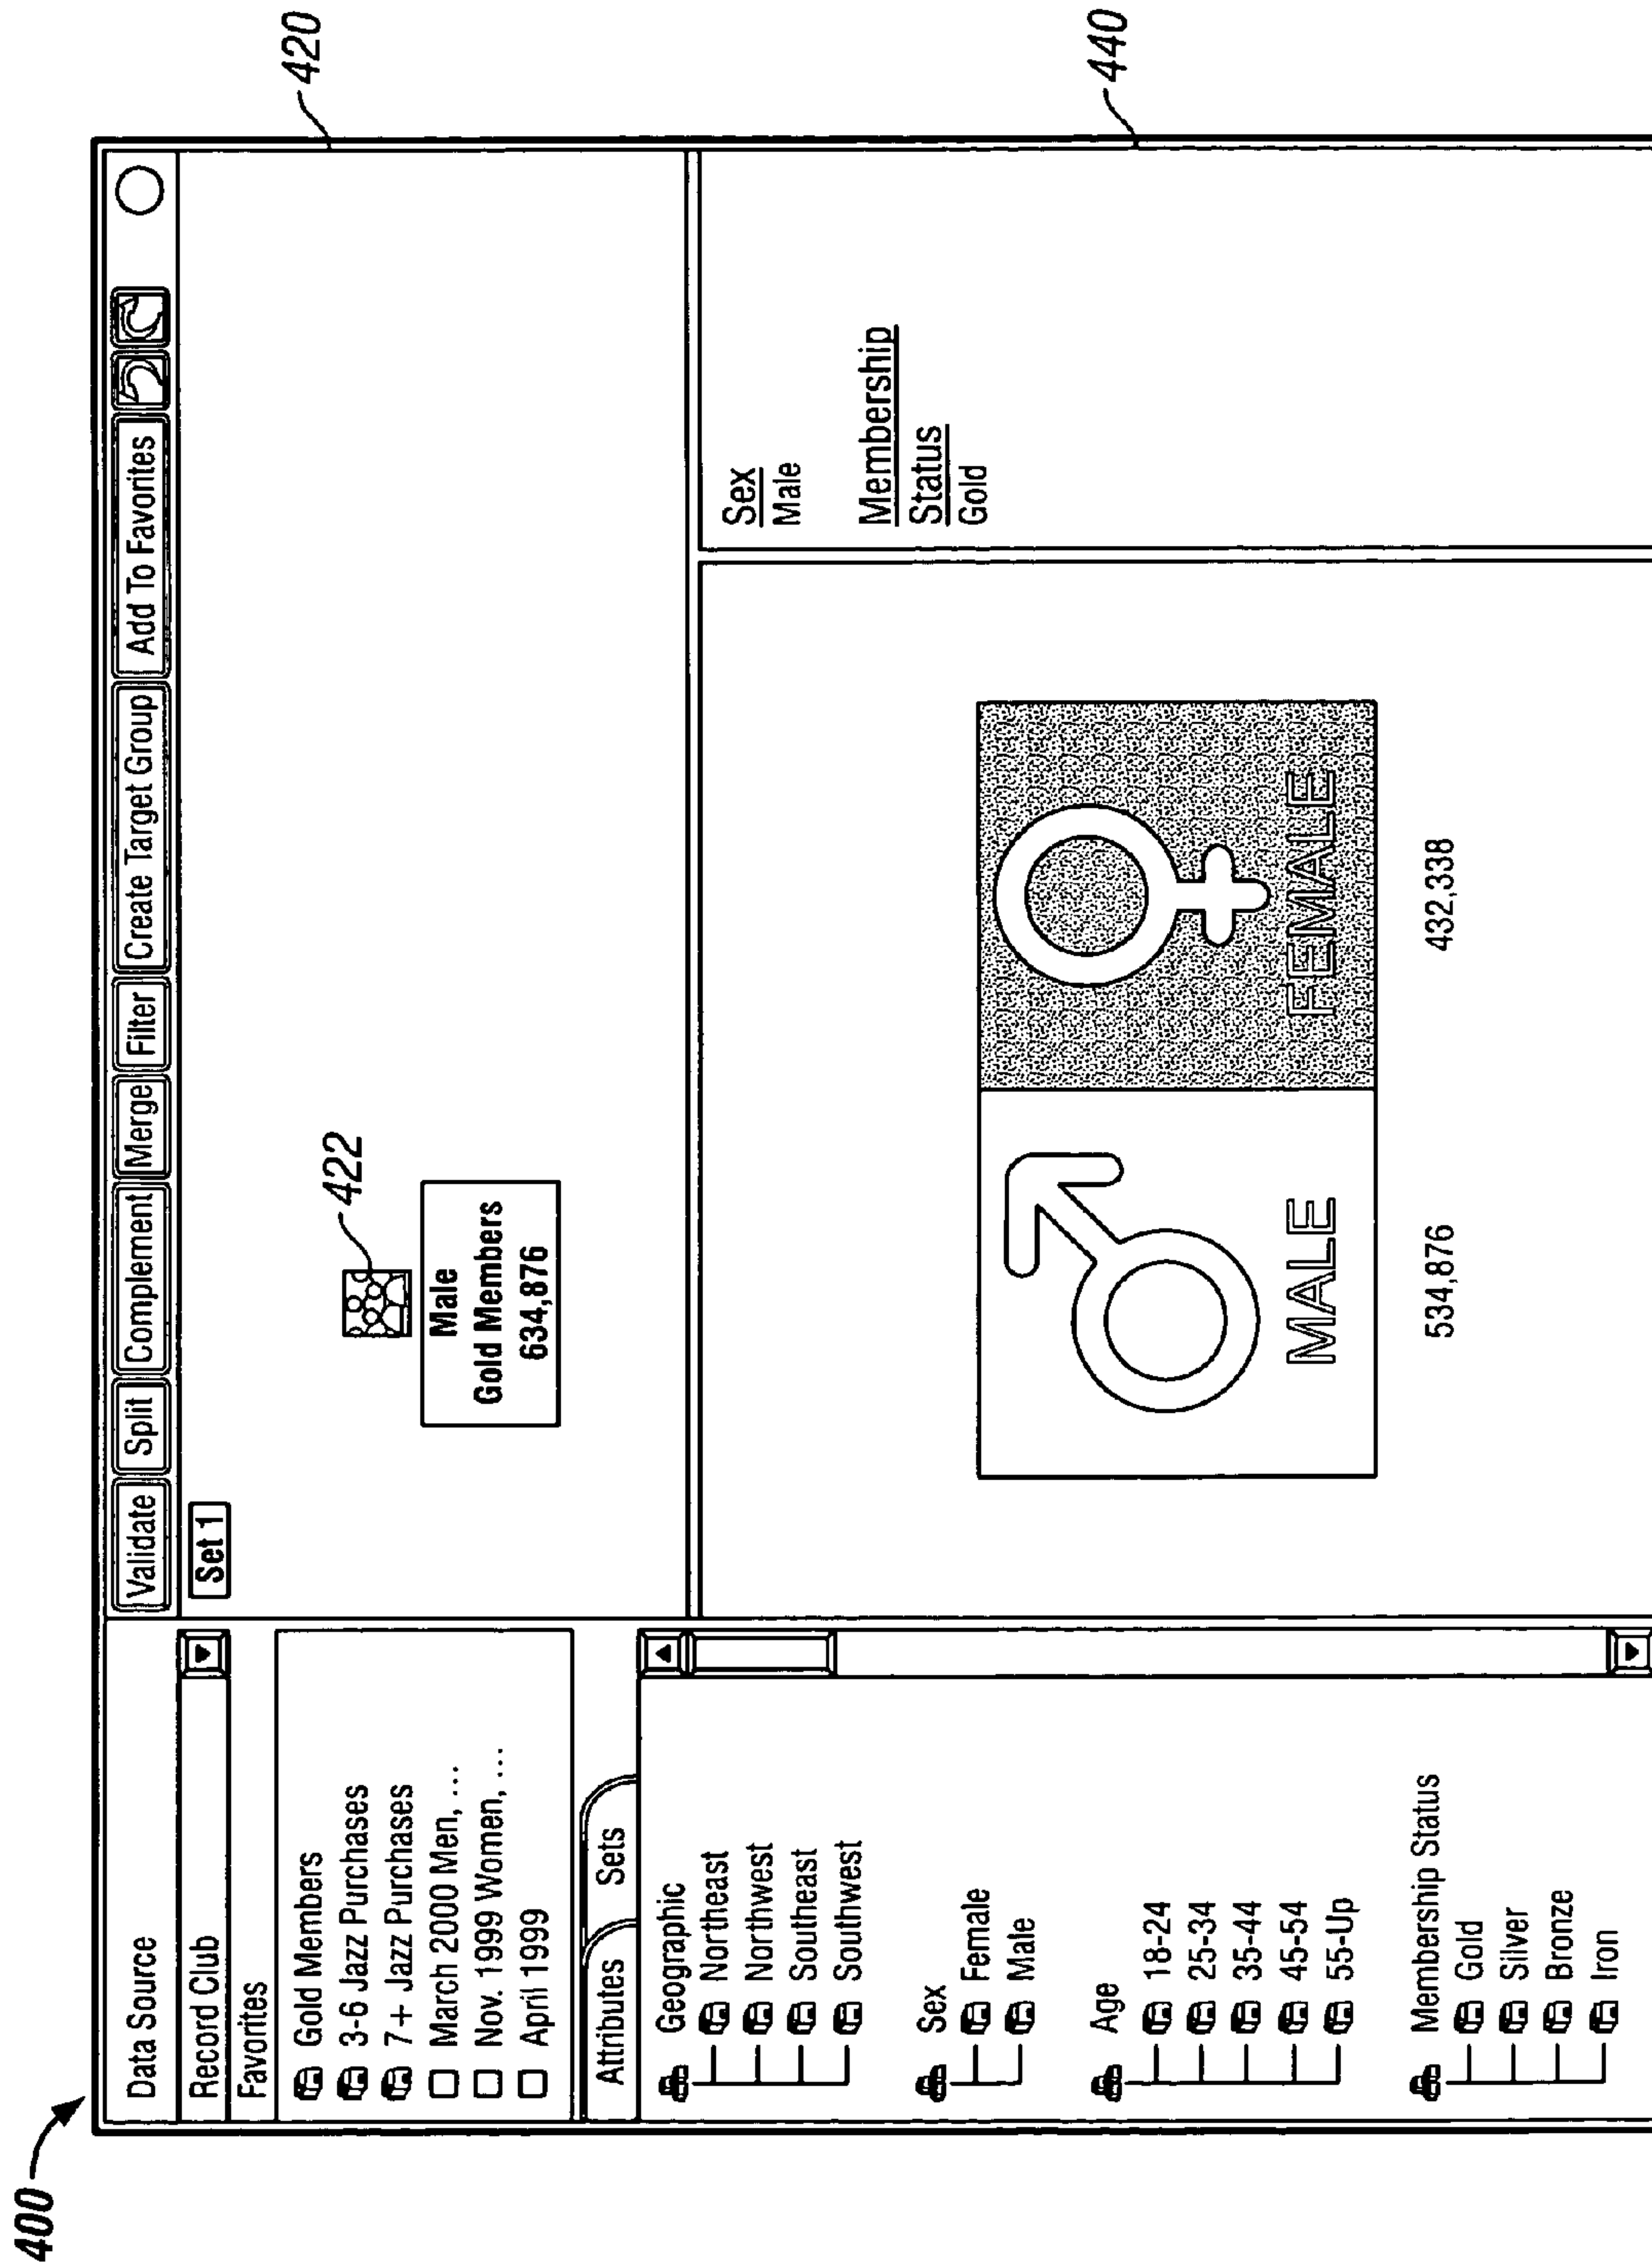 400
Data Source
Record Club
Favorites
Gold Members
3-6 Jazz Purchases
7+ Jazz Purchases
March 2000 Men, ...
Nov. 1999 Women, ...
April 1999
Attributes
Sets
Geographic
Northeast
Northwest
Southeast
Southwest
Sex
Female
Male
Age
18-24
25-34
35-44
45-54
55-Up
Membership Status
Gold
Silver
Bronze
Iron
Validate
Split
Complement
Merge
Filter
Create Target Group
Add To Favorites
Set 1
420
422
Male
Gold Members
634,876
MALE
FEMALE
534,876
432,338
Sex
Male
Membership
Status
Gold
440